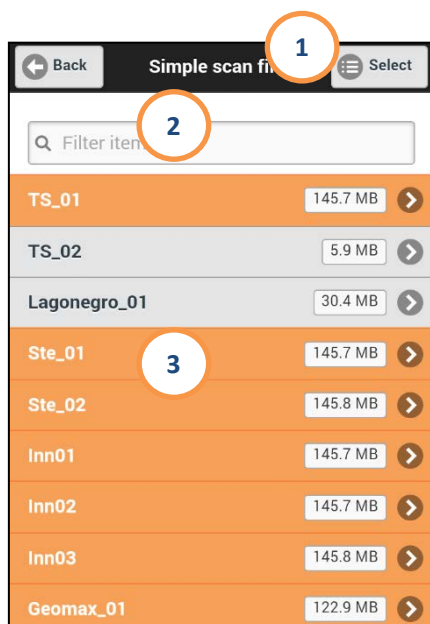 1
Back Simple scan fi Select
2
Filter item
TS_01 145.7 MB
TS_02 5.9 MB
Lagonegro_01 30.4 MB
Ste_01 145.7 MB
3
Ste_02 145.8 MB
Inn01 145.7 MB
Inn02 145.7 MB
Inn03 145.8 MB
Geomax_01 122.9 MB